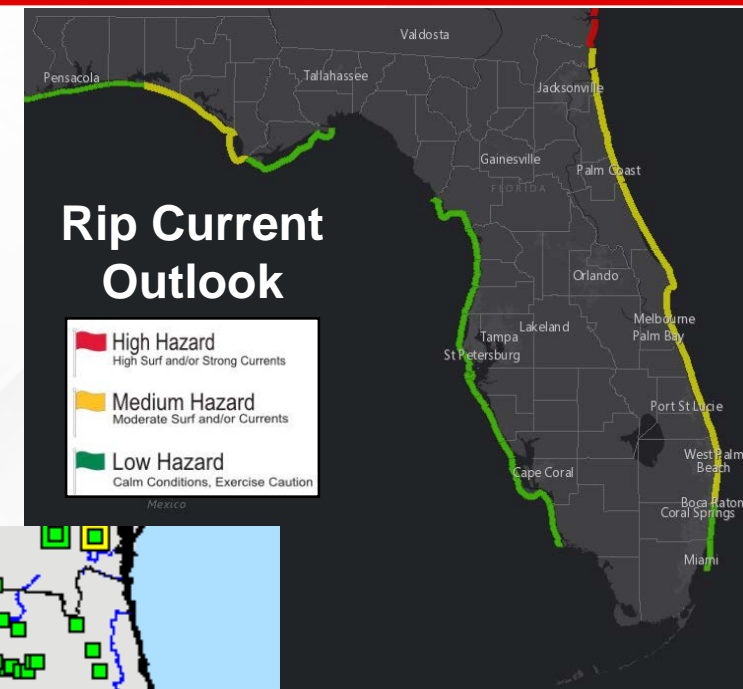 Valdosta
Pensacola
Tallahassee
Jacksonville
Gainesville
Palm Coast
FLORIDA
Rip Current
Outlook
Orlando
High Hazard
High Surf and/or Strong Currents
Medium Hazard
Moderate Surf and/or Currents
Low Hazard
Calm Conditions, Exercise Caution
Melbourne
Palm Bay
Lakeland
Tampa
St Petersburg
Port St Lucie
West Palm
Beach
Cape Coral
Boca Raton
Coral Springs
Mexico
Miami